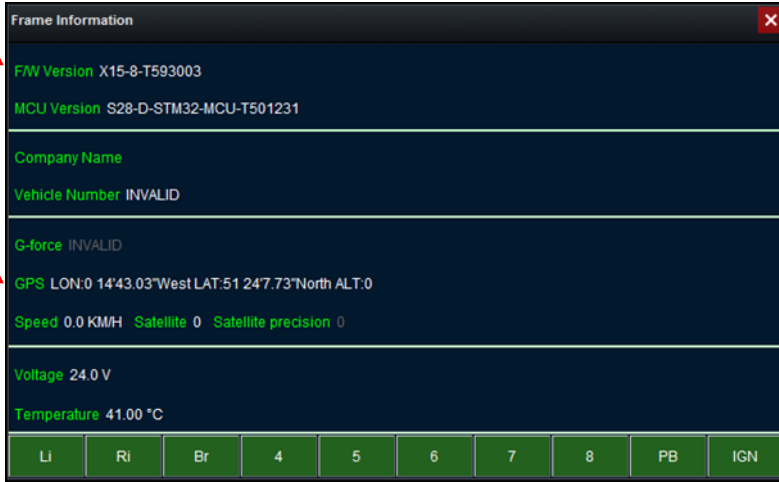 Frame Information
F/W Version X15-8-T593003
MCU Version S28-D-STM32-MCU-T501231
Company Name
Vehicle Number INVALID
G-force INVALID
GPS LON:0 14'43.03"West LAT:51 24'7.73"North ALT:0
Speed 0.0 KM/H Satellite 0 Satellite precision 0
Voltage 24.0 V
Temperature 41.00 °C
Li Ri Br 4 5 6 7 8 PB IGN